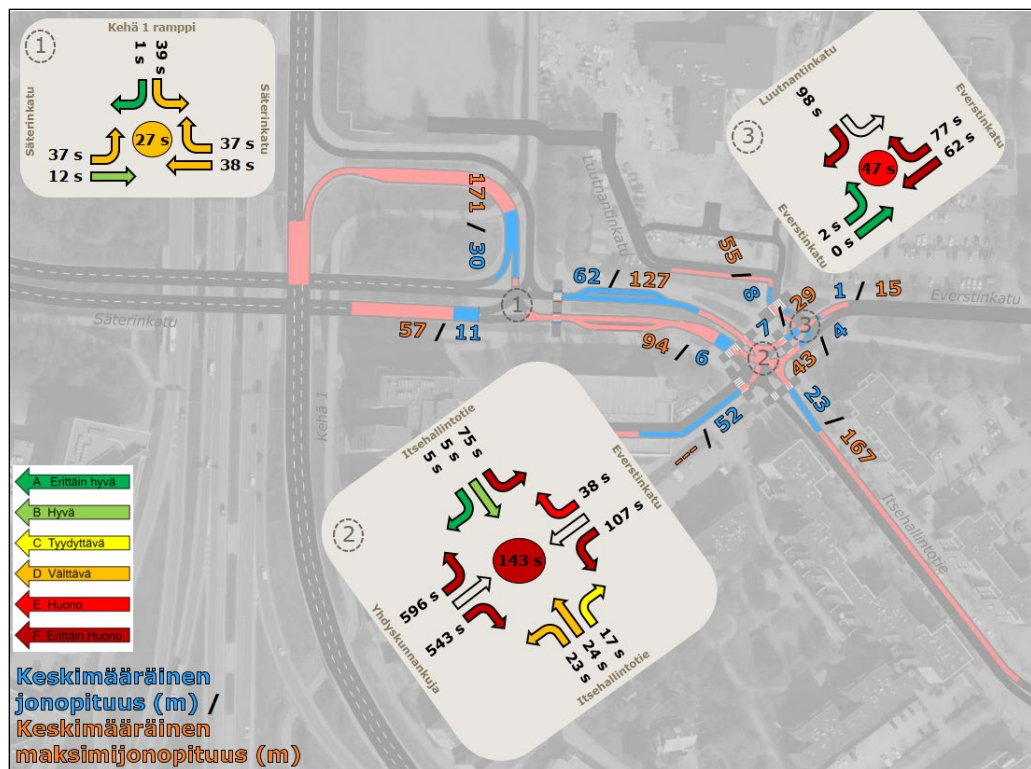 1
Kehä 1 ramppi
1 s
39 s
Säterinkatu
Säterinkatu
27 s
37 s
12 s
37 s
38 s
3
Luutnantinkatu
Everstinkatu
98 s
77 s
62 s
47 s
2 s
0 s
Everstinkatu
171 / 30
Luutnantinkatu
62 / 127
55 / 8
7 / 29
1 / 15
Everstinkatu
1
3
2
Säterinkatu
57 / 11
94 / 6
43 / 4
23 / 167
--- / 52
Kehä 1
Itsehallintotie
2
Itsehallintotie
Everstinkatu
75 s
5 s
5 s
38 s
107 s
143 s
596 s
543 s
17 s
24 s
23 s
Yhdyskunnankuja
Itsehallintotie
A Erittäin hyvä
B Hyvä
C Tyydyttävä
D Välttävä
E Huono
F Erittäin Huono
Keskimääräinen
jonopituus (m) /
Keskimääräinen
maksimijonopituus (m)